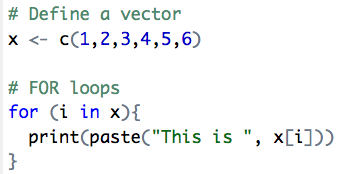 # Define a vector
x <- c(1,2,3,4,5,6)
# FOR loops
for (i in x){
  print(paste("This is ", x[i]))
}